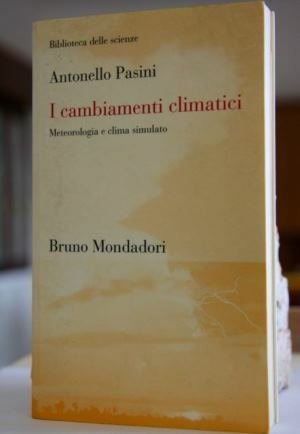 Biblioteca delle scienze
Antonello Pasini
I cambiamenti climatici
Meteorologia e clima simulato
Bruno Mondadori